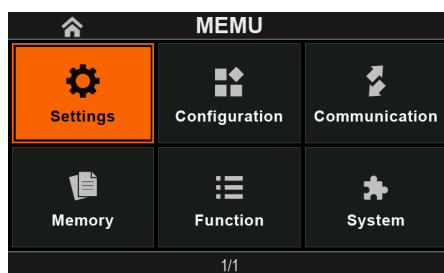 MEMU
Settings
Configuration
Communication
Memory
Function
System
1/1